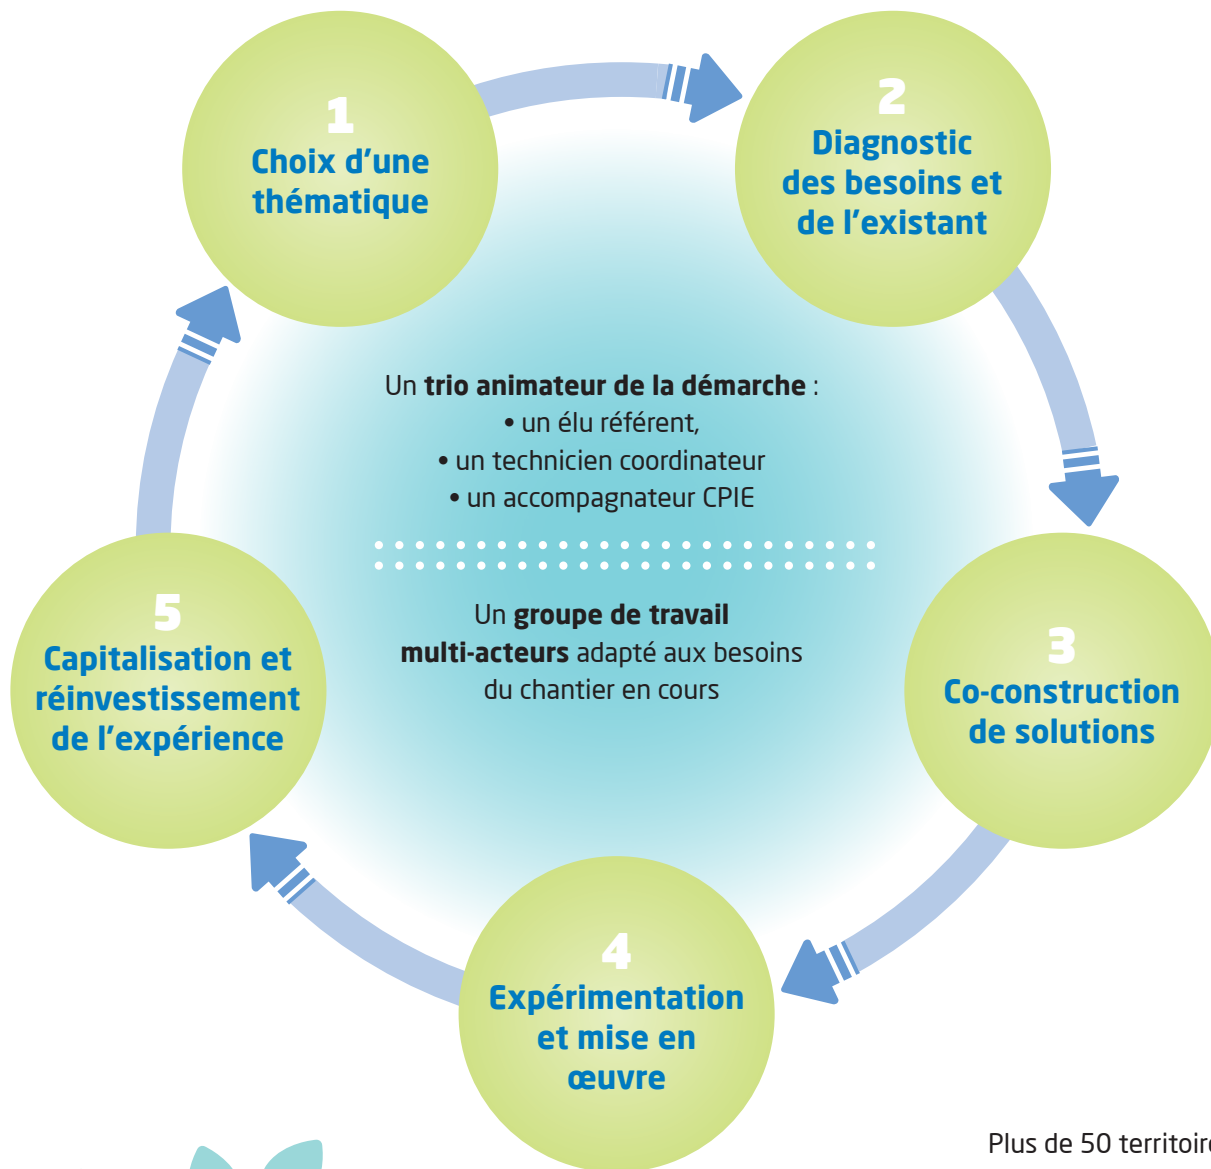 1
Choix d'une
thématique
2
Diagnostic
des besoins et
de l'existant
Un trio animateur de la démarche :
• un élu référent,
• un technicien coordinateur
• un accompagnateur CPIE
Un groupe de travail
multi-acteurs adapté aux besoins
du chantier en cours
3
Co-construction
de solutions
4
Expérimentation
et mise en
œuvre
5
Capitalisation et
réinvestissement
de l'expérience
Plus de 50 territoire